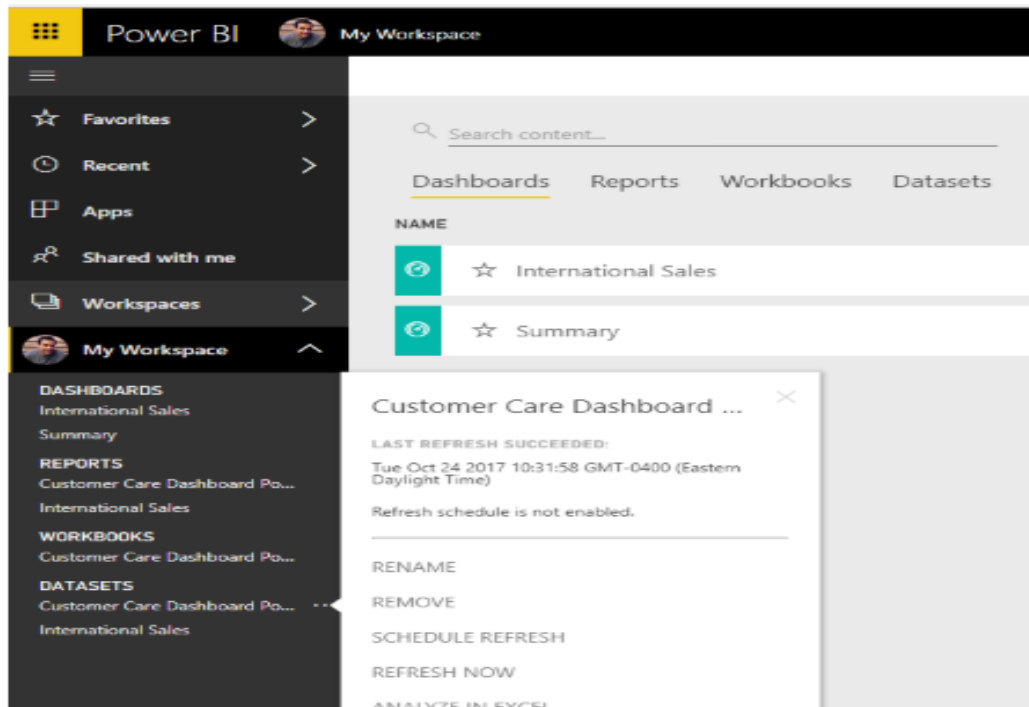 Power BI
My Workspace
Favorites
Recent
Apps
Shared with me
Workspaces
My Workspace
DASHBOARDS
International Sales
Summary
REPORTS
Customer Care Dashboard Po...
International Sales
WORKBOOKS
Customer Care Dashboard Po...
DATASETS
Customer Care Dashboard Po... ...
International Sales
Search content...
Dashboards Reports Workbooks Datasets
NAME
International Sales
Summary
Customer Care Dashboard ...
LAST REFRESH SUCCEEDED:
Tue Oct 24 2017 10:31:58 GMT-0400 (Eastern
Daylight Time)
Refresh schedule is not enabled.
RENAME
REMOVE
SCHEDULE REFRESH
REFRESH NOW
ANALYZE IN EXCEL